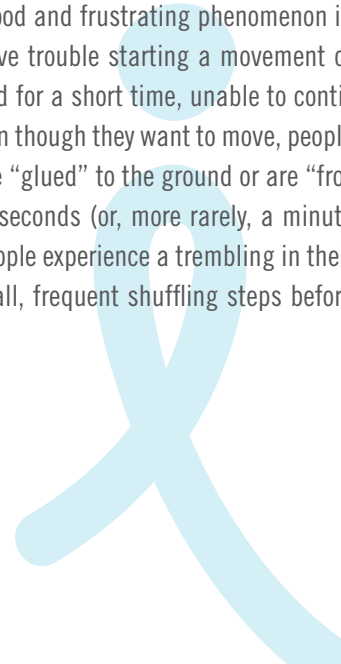 ood and frustrating phenomenon i
ve trouble starting a movement
d for a short time, unable to conti
n though they want to move, peopl
e “glued” to the ground or are “fro
seconds (or, more rarely, a minut
ople experience a trembling in the
all, frequent shuffling steps befor